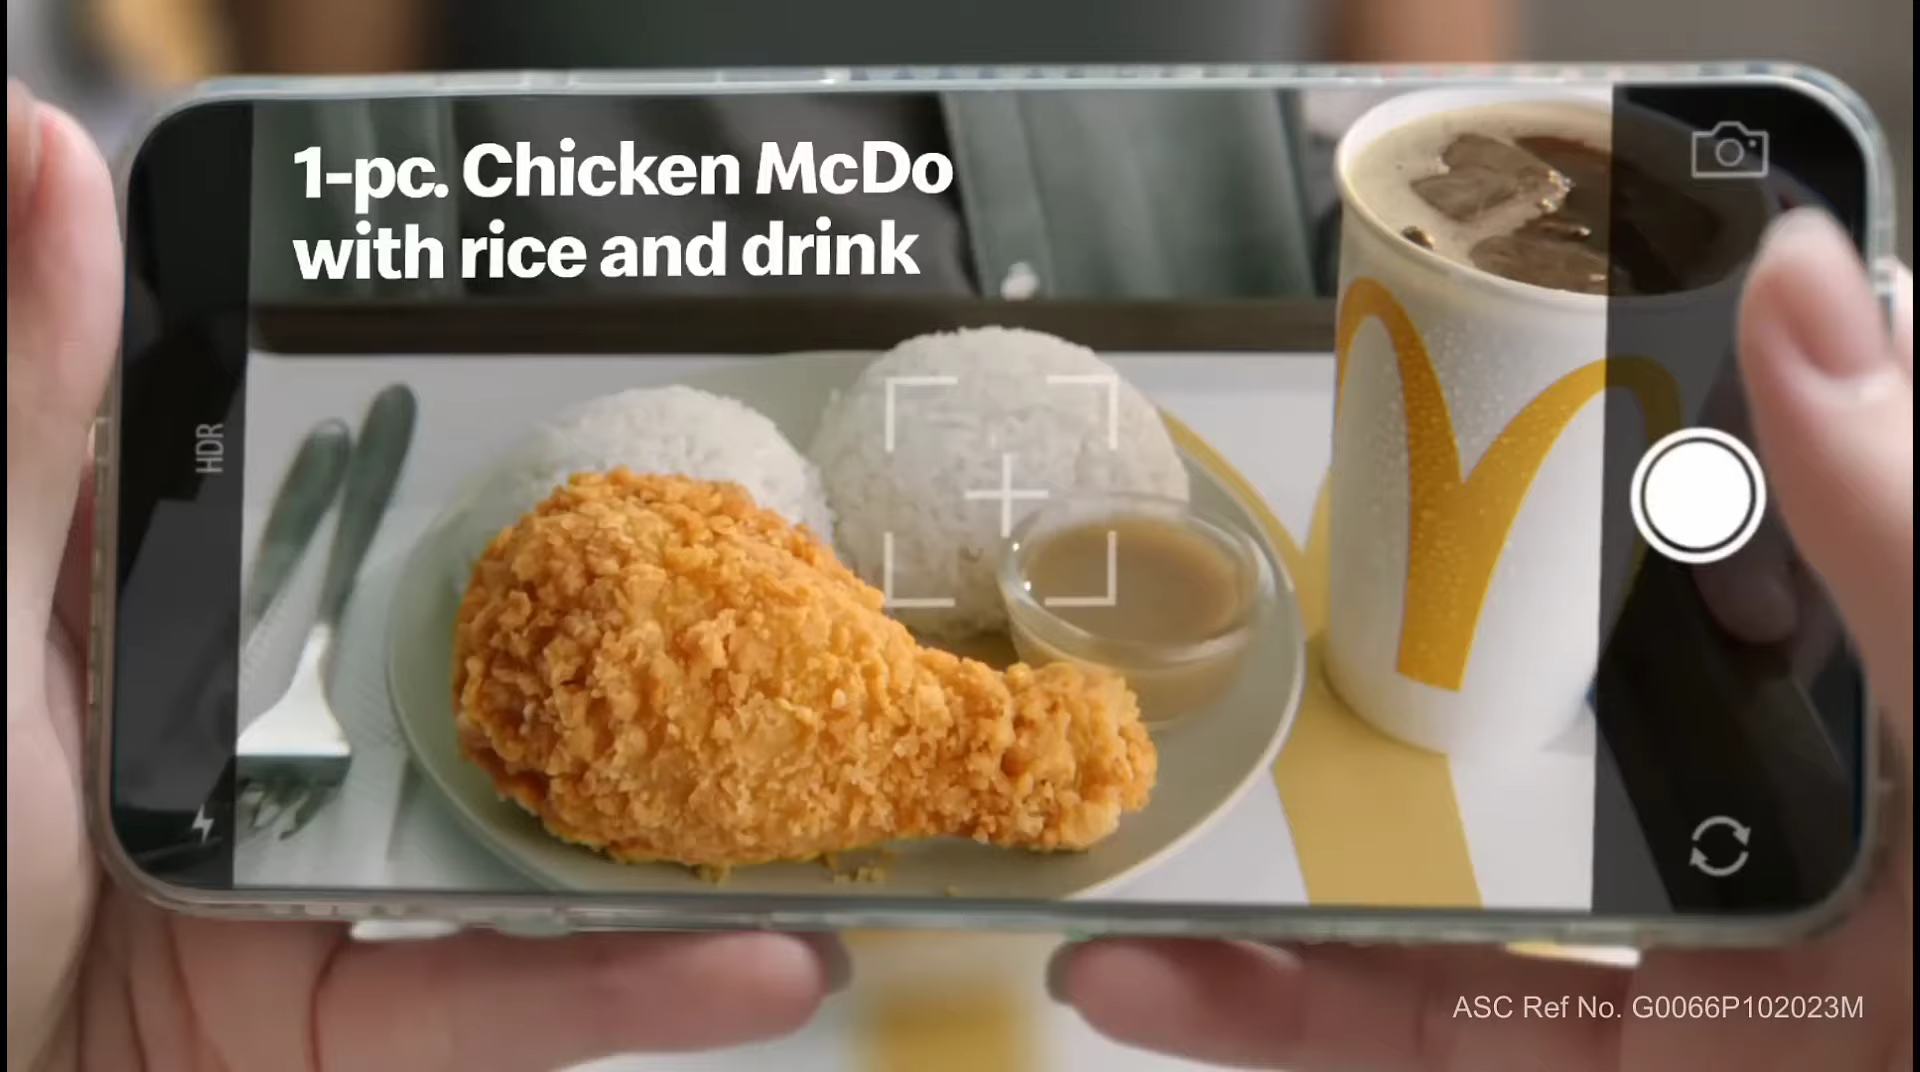 1-pc. Chicken McDo
with rice and drink
HDR
ASC Ref No. G0066P102023M